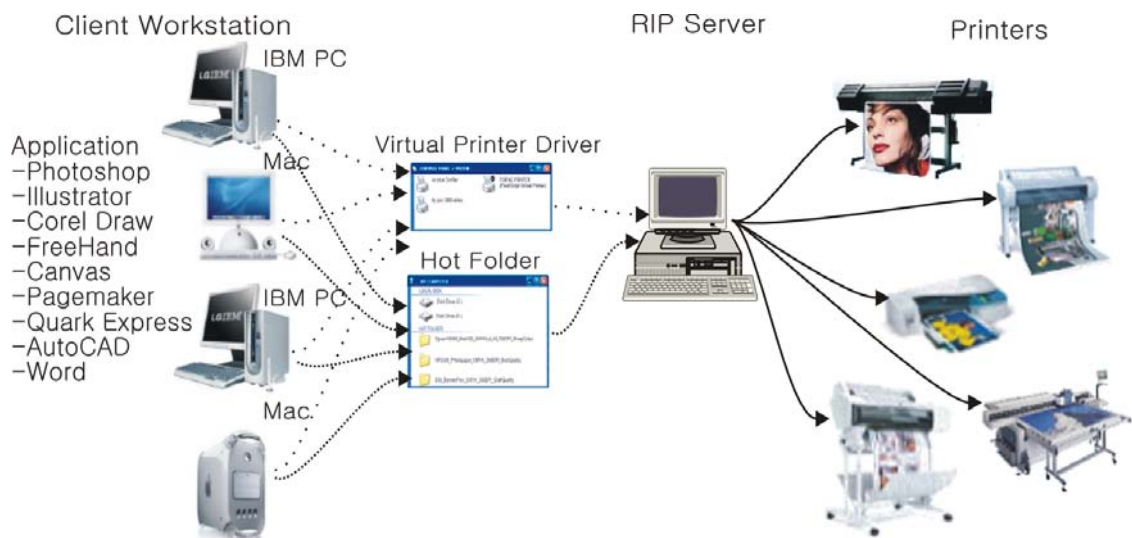 Client Workstation
RIP Server
Printers
IBM PC
Application
-Photoshop
-Illustrator
-Corel Draw
-FreeHand
-Canvas
-Pagemaker
-Quark Express
-AutoCAD
-Word
Mac
Virtual Printer Driver
Hot Folder
IBM PC
Mac